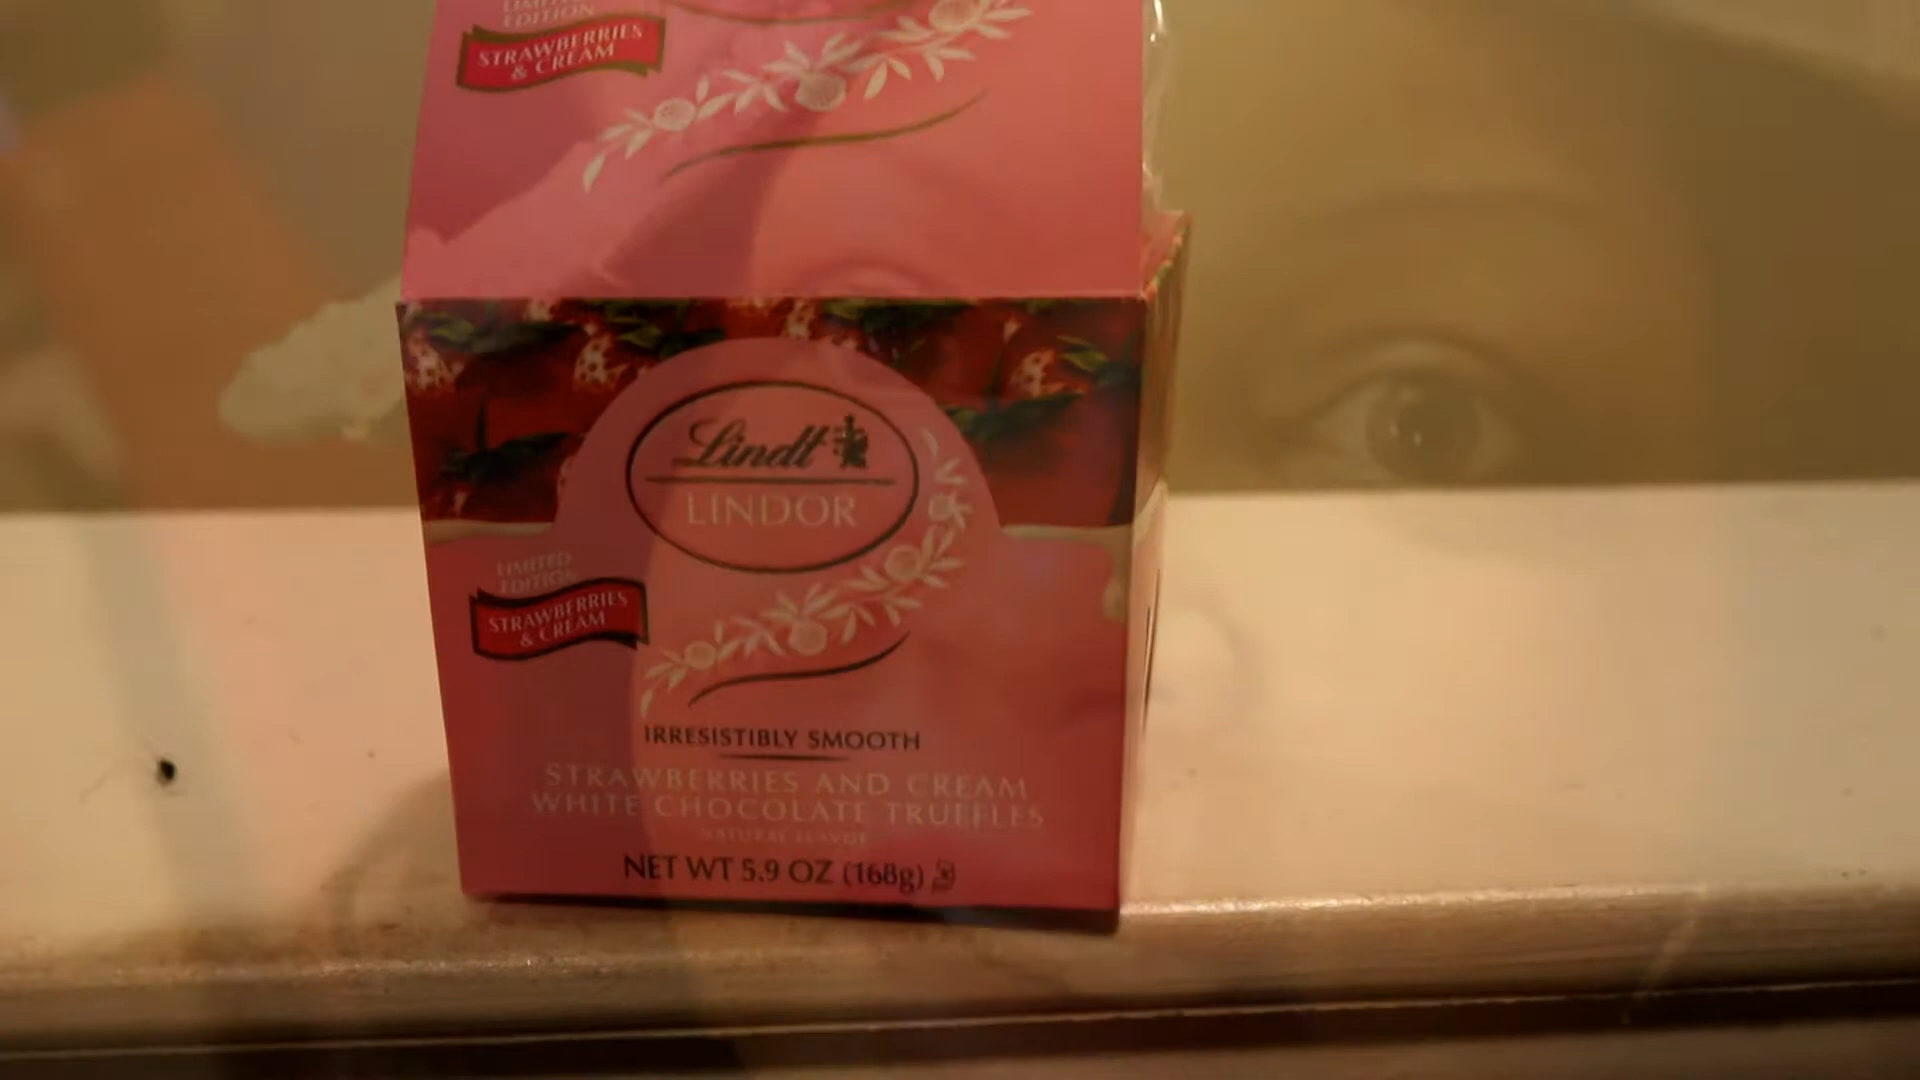 LIMITED
EDITION
STRAWBERRIES
& CREAM
Lindt
LINDOR
LIMITED
EDITION
STRAWBERRIES
& CREAM
IRRESISTIBLY SMOOTH
STRAWBERRIES AND CREAM
WHITE CHOCOLATE TRUFFLES
NATURAL FLAVOR
NET WT 5.9 OZ (168g)